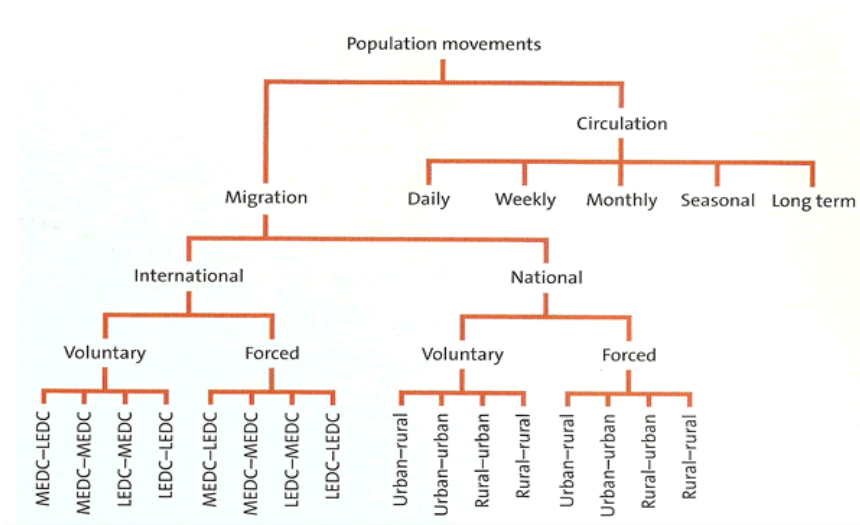 Population movements
Circulation
Migration
Daily
Weekly
Monthly
Seasonal
Long term
International
National
Voluntary
Forced
Voluntary
Forced
MEDC–LEDC
MEDC–MEDC
LEDC–MEDC
LEDC–LEDC
MEDC–LEDC
MEDC–MEDC
LEDC–MEDC
LEDC–LEDC
Urban–rural
Urban–urban
Rural–urban
Rural–rural
Urban–rural
Urban–urban
Rural–urban
Rural–rural